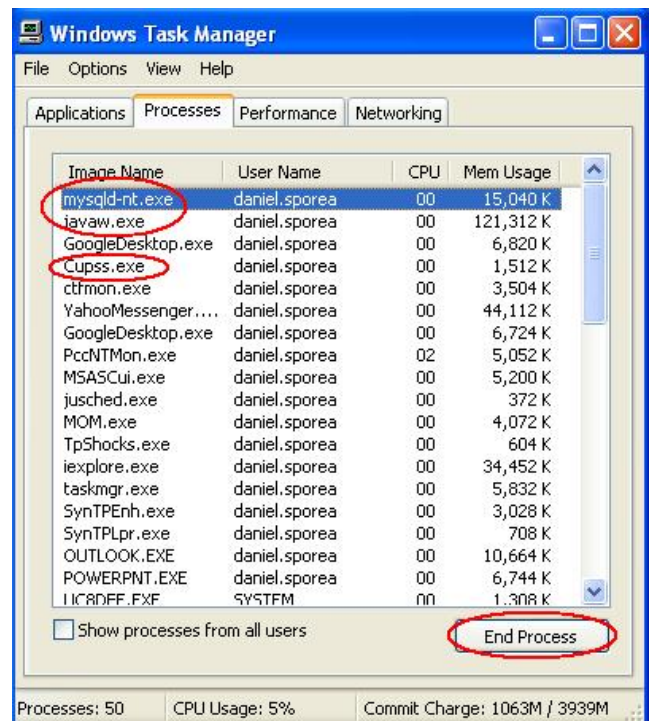 Windows Task Manager
File Options View Help
Applications Processes Performance Networking
Image Name User Name CPU Mem Usage
mysqld-nt.exe daniel.sporea 00 15,040 K
javaw.exe daniel.sporea 00 121,312 K
GoogleDesktop.exe daniel.sporea 00 6,820 K
Cupss.exe daniel.sporea 00 1,512 K
ctfmon.exe daniel.sporea 00 3,504 K
YahooMessenger.... daniel.sporea 00 44,112 K
GoogleDesktop.exe daniel.sporea 00 6,724 K
PccNTMon.exe daniel.sporea 02 5,052 K
MSASCui.exe daniel.sporea 00 5,200 K
jusched.exe daniel.sporea 00 372 K
MOM.exe daniel.sporea 00 4,072 K
TpShocks.exe daniel.sporea 00 604 K
iexplore.exe daniel.sporea 00 34,452 K
taskmgr.exe daniel.sporea 00 5,832 K
SynTPEnh.exe daniel.sporea 00 3,028 K
SynTPLpr.exe daniel.sporea 00 708 K
OUTLOOK.EXE daniel.sporea 00 10,664 K
POWERPNT.EXE daniel.sporea 00 6,744 K
SYSTEM 00 1,308 K
Show processes from all users End Process
Processes: 50 CPU Usage: 5% Commit Charge: 1063M / 3939M